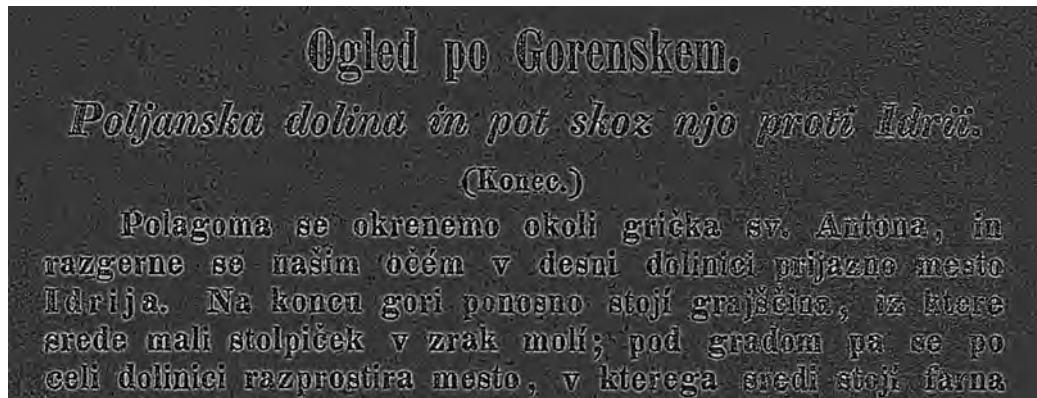 Ogled po Gorenskem.
Poljanska dolina in pot skoz njo proti Idrii.
(Konec.)
Polagoma se okrenemo okoli grička sv. Antona, in
razgerne se našim očém v desni dolinici prijazno mesto
Idrija. Na koncu gori ponosno stojí grajščina, iz ktere
srede mali stolpiček v zrak molí; pod gradom pa se po
celi dolinici razprostira mesto, v kterega sredi stojí farna